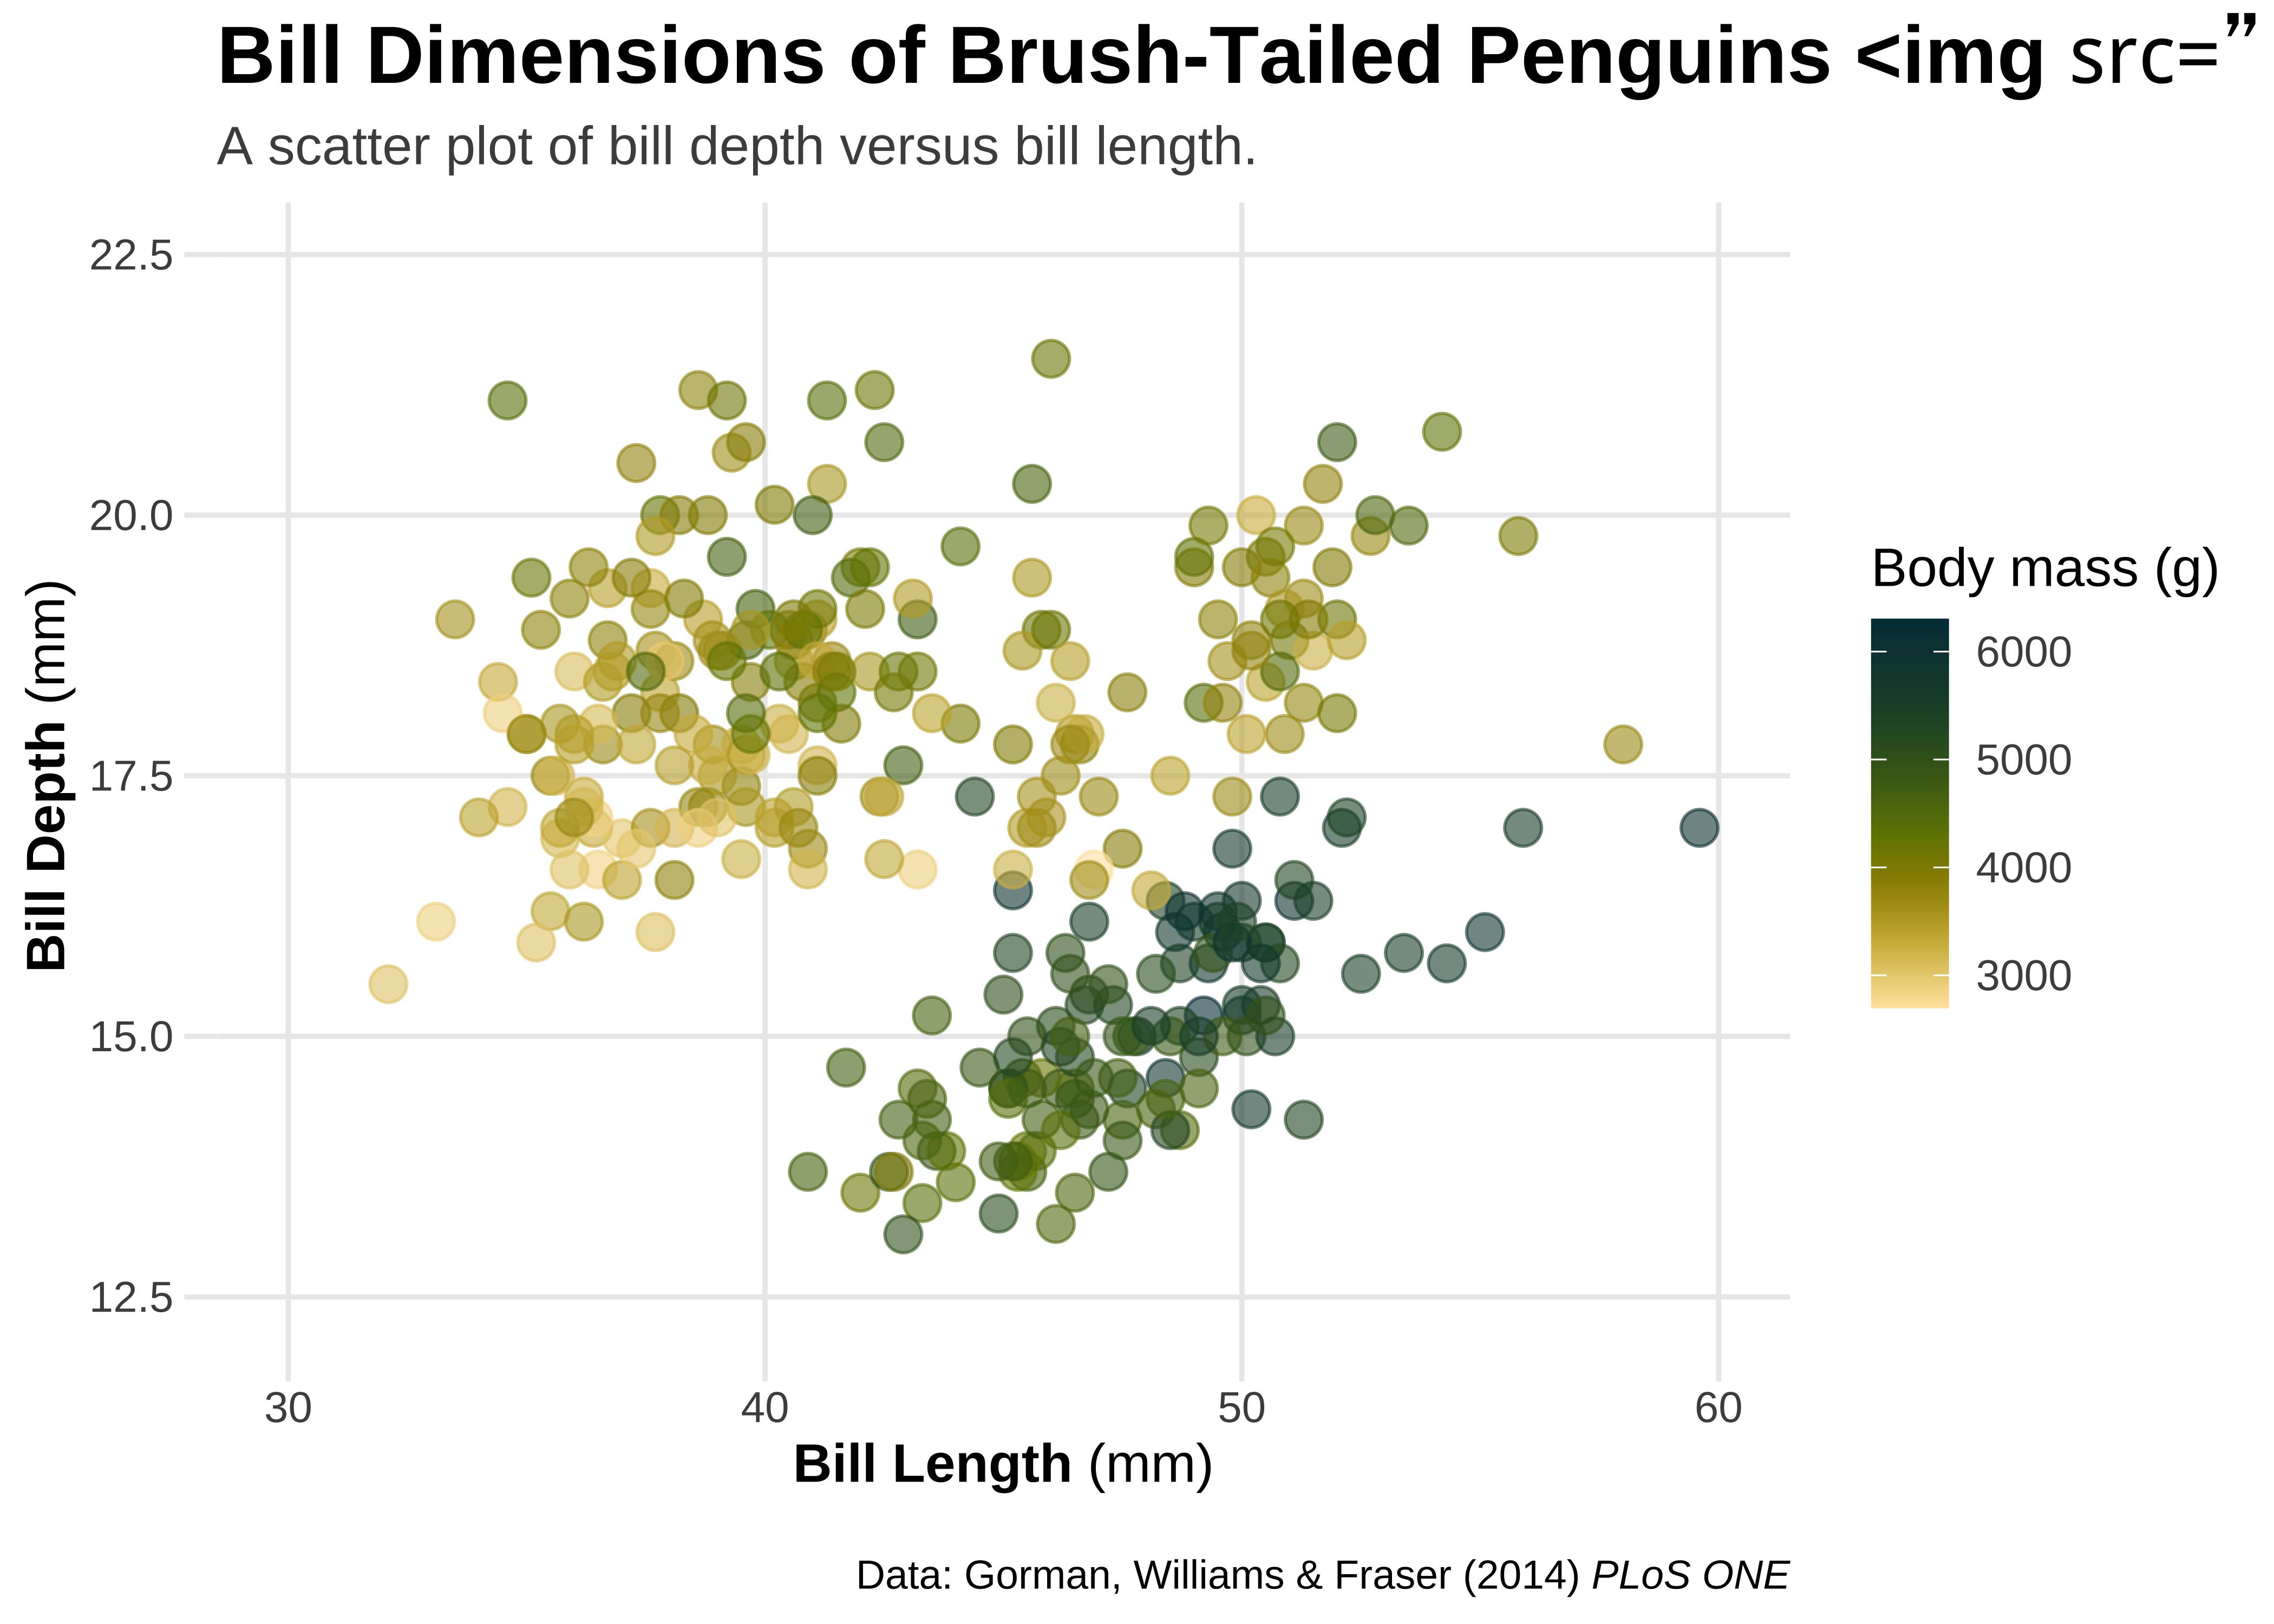 Bill Dimensions of Brush-Tailed Penguins <img src=”
A scatter plot of bill depth versus bill length.
22.5
20.0
17.5
15.0
12.5
Bill Depth (mm)
30 40 50 60
Bill Length (mm)
Body mass (g)
6000
5000
4000
3000
Data: Gorman, Williams & Fraser (2014) PLoS ONE